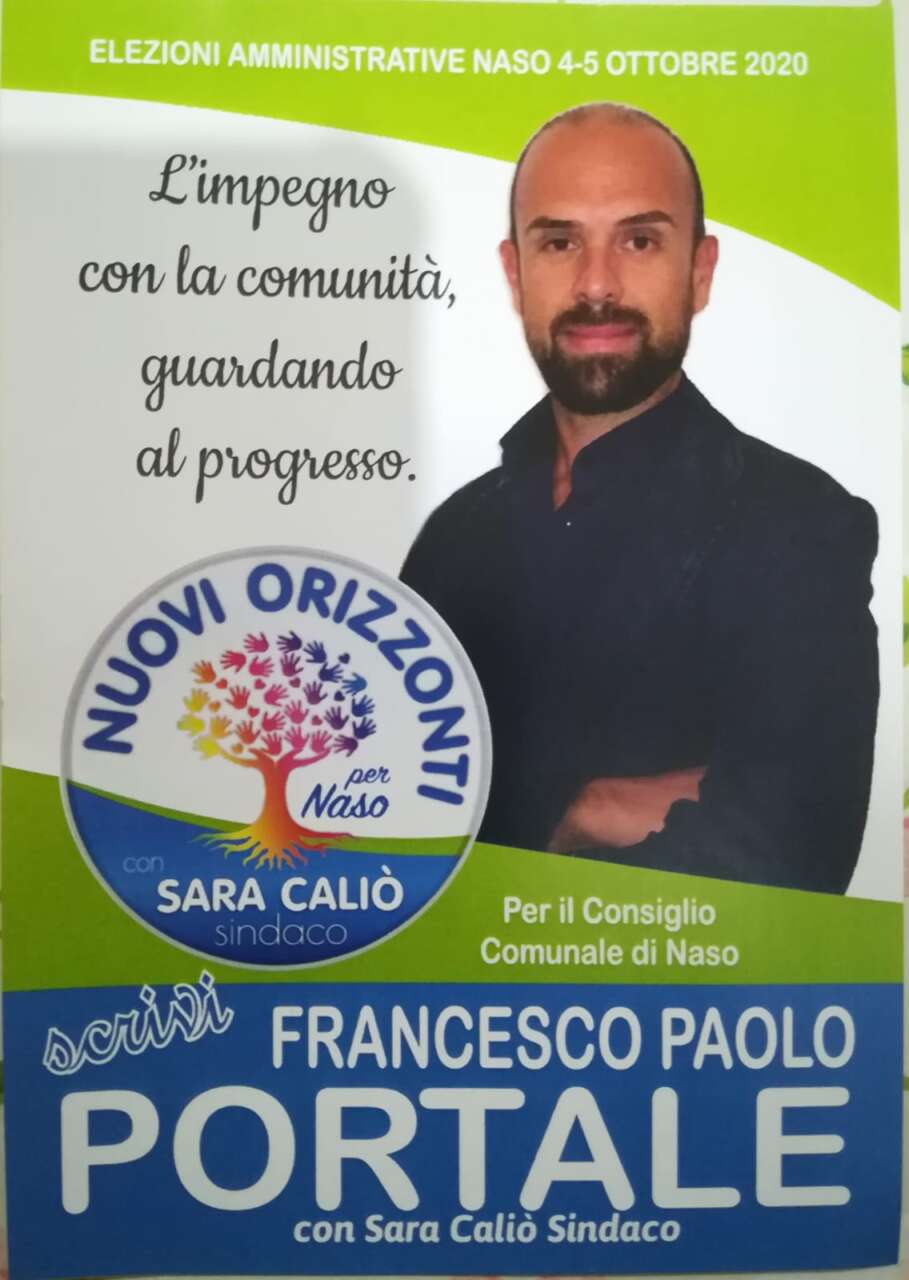 ELEZIONI AMMINISTRATIVE NASO 4-5 OTTOBRE 2020
L'impegno
con la comunità,
guardando
al progresso.
NUOVI ORIZZONTI
per
Naso
con
SARA CALIÒ
sindaco
Per il Consiglio
Comunale di Naso
scrivi
FRANCESCO PAOLO
PORTALE
con Sara Caliò Sindaco